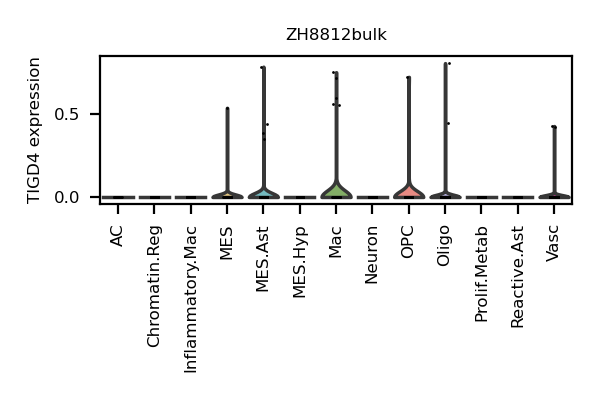 ZH8812bulk
TIGD4 expression
0.5
0.0
AC
Chromatin.Reg
Inflammatory.Mac
MES
MES.Ast
MES.Hyp
Mac
Neuron
OPC
Oligo
Prolif.Metab
Reactive.Ast
Vasc